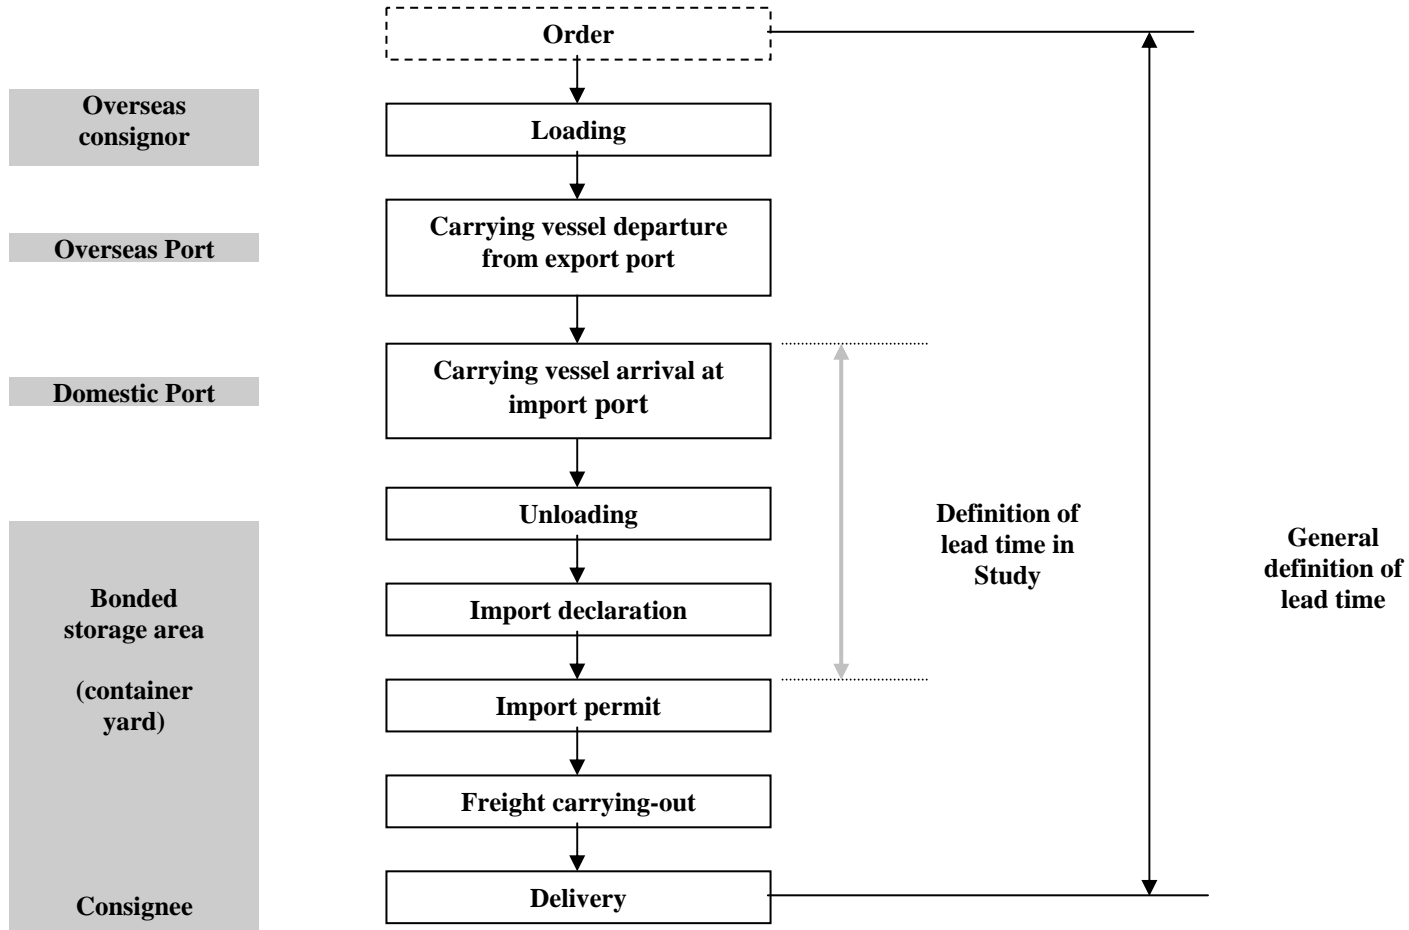 Order
Overseas
consignor
Loading
Overseas Port
Carrying vessel departure
from export port
Domestic Port
Carrying vessel arrival at
import port
Unloading
Definition of
lead time in
Study
General
definition of
lead time
Bonded
storage area
(container
yard)
Import declaration
Import permit
Freight carrying-out
Consignee
Delivery